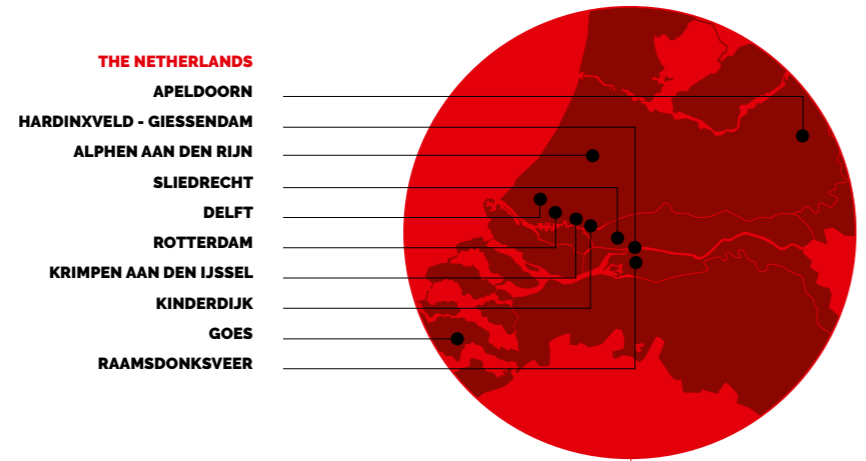 THE NETHERLANDS
APELDOORN
HARDINXVELD - GIESSENDAM
ALPHEN AAN DEN RIJN
SLIEDRECHT
DELFT
ROTTERDAM
KRIMPEN AAN DEN IJSSEL
KINDERDIJK
GOES
RAAMSDONKSVEER